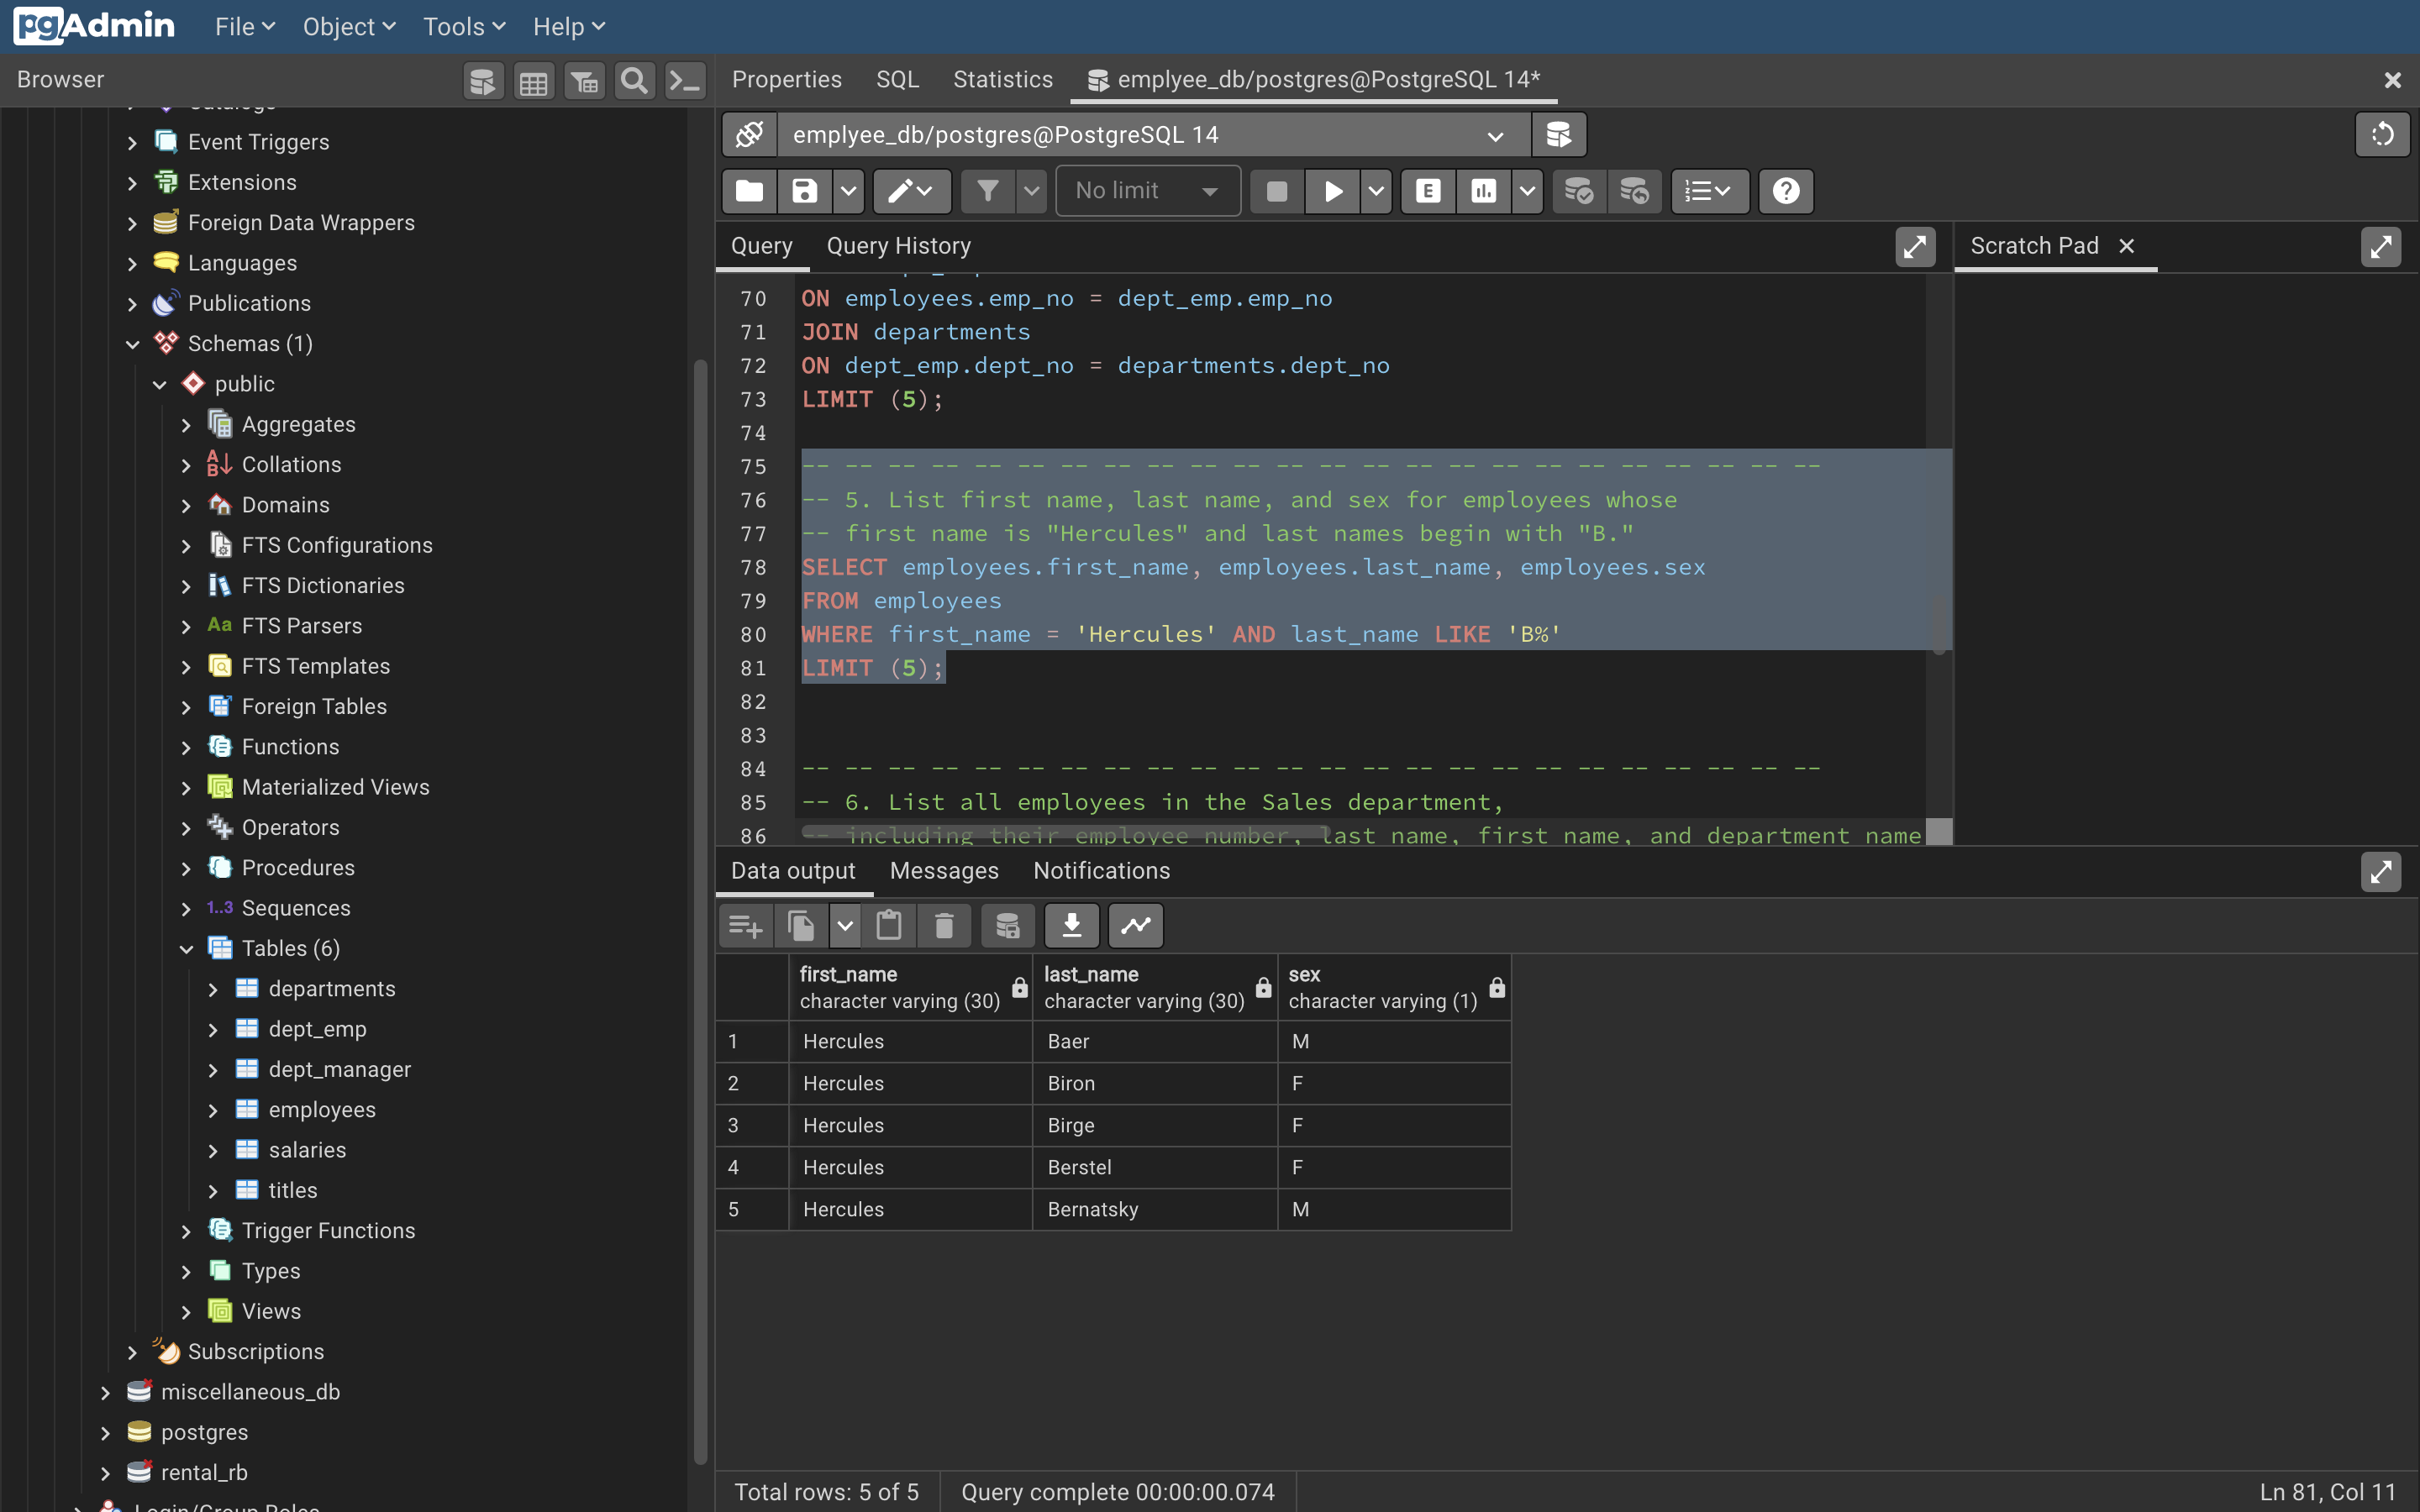 pgAdmin File Object Tools Help
Browser
Properties SQL Statistics emplyee_db/postgres@PostgreSQL 14*
Catalogs
Event Triggers
Extensions
Foreign Data Wrappers
Languages
Publications
Schemas (1)
public
Aggregates
Collations
Domains
FTS Configurations
FTS Dictionaries
Aa FTS Parsers
FTS Templates
Foreign Tables
Functions
Materialized Views
Operators
Procedures
1..3 Sequences
Tables (6)
departments
dept_emp
dept_manager
employees
salaries
titles
Trigger Functions
Types
Views
Subscriptions
miscellaneous_db
postgres
rental_rb
Login/Group Roles
emplyee_db/postgres@PostgreSQL 14
No limit E
Query Query History Scratch Pad
70 ON employees.emp_no = dept_emp.emp_no
71 JOIN departments
72 ON dept_emp.dept_no = departments.dept_no
73 LIMIT (5);
74
75 -- -- -- -- -- -- -- -- -- -- -- -- -- -- -- -- -- -- -- -- -- -- -- --
76 -- 5. List first name, last name, and sex for employees whose
77 -- first name is "Hercules" and last names begin with "B."
78 SELECT employees.first_name, employees.last_name, employees.sex
79 FROM employees
80 WHERE first_name = 'Hercules' AND last_name LIKE 'B%'
81 LIMIT (5);
82
83
84 -- -- -- -- -- -- -- -- -- -- -- -- -- -- -- -- -- -- -- -- -- -- -- --
85 -- 6. List all employees in the Sales department,
86 -- including their employee number, last name, first name, and department name
Data output Messages Notifications
first_name last_name sex
character varying (30) character varying (30) character varying (1)
1 Hercules Baer M
2 Hercules Biron F
3 Hercules Birge F
4 Hercules Berstel F
5 Hercules Bernatsky M
Total rows: 5 of 5 Query complete 00:00:00.074 Ln 81, Col 11